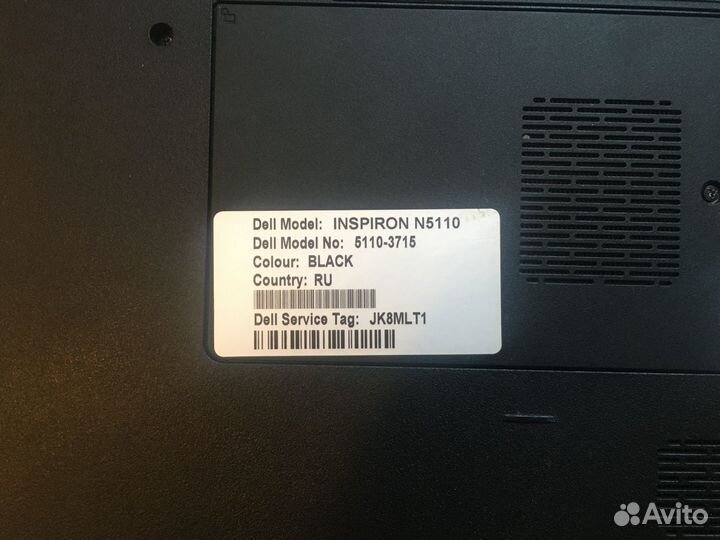 Dell Model: INSPIRON N5110
Dell Model No: 5110-3715
Colour: BLACK
Country: RU
Dell Service Tag: JK8MLT1
Avito